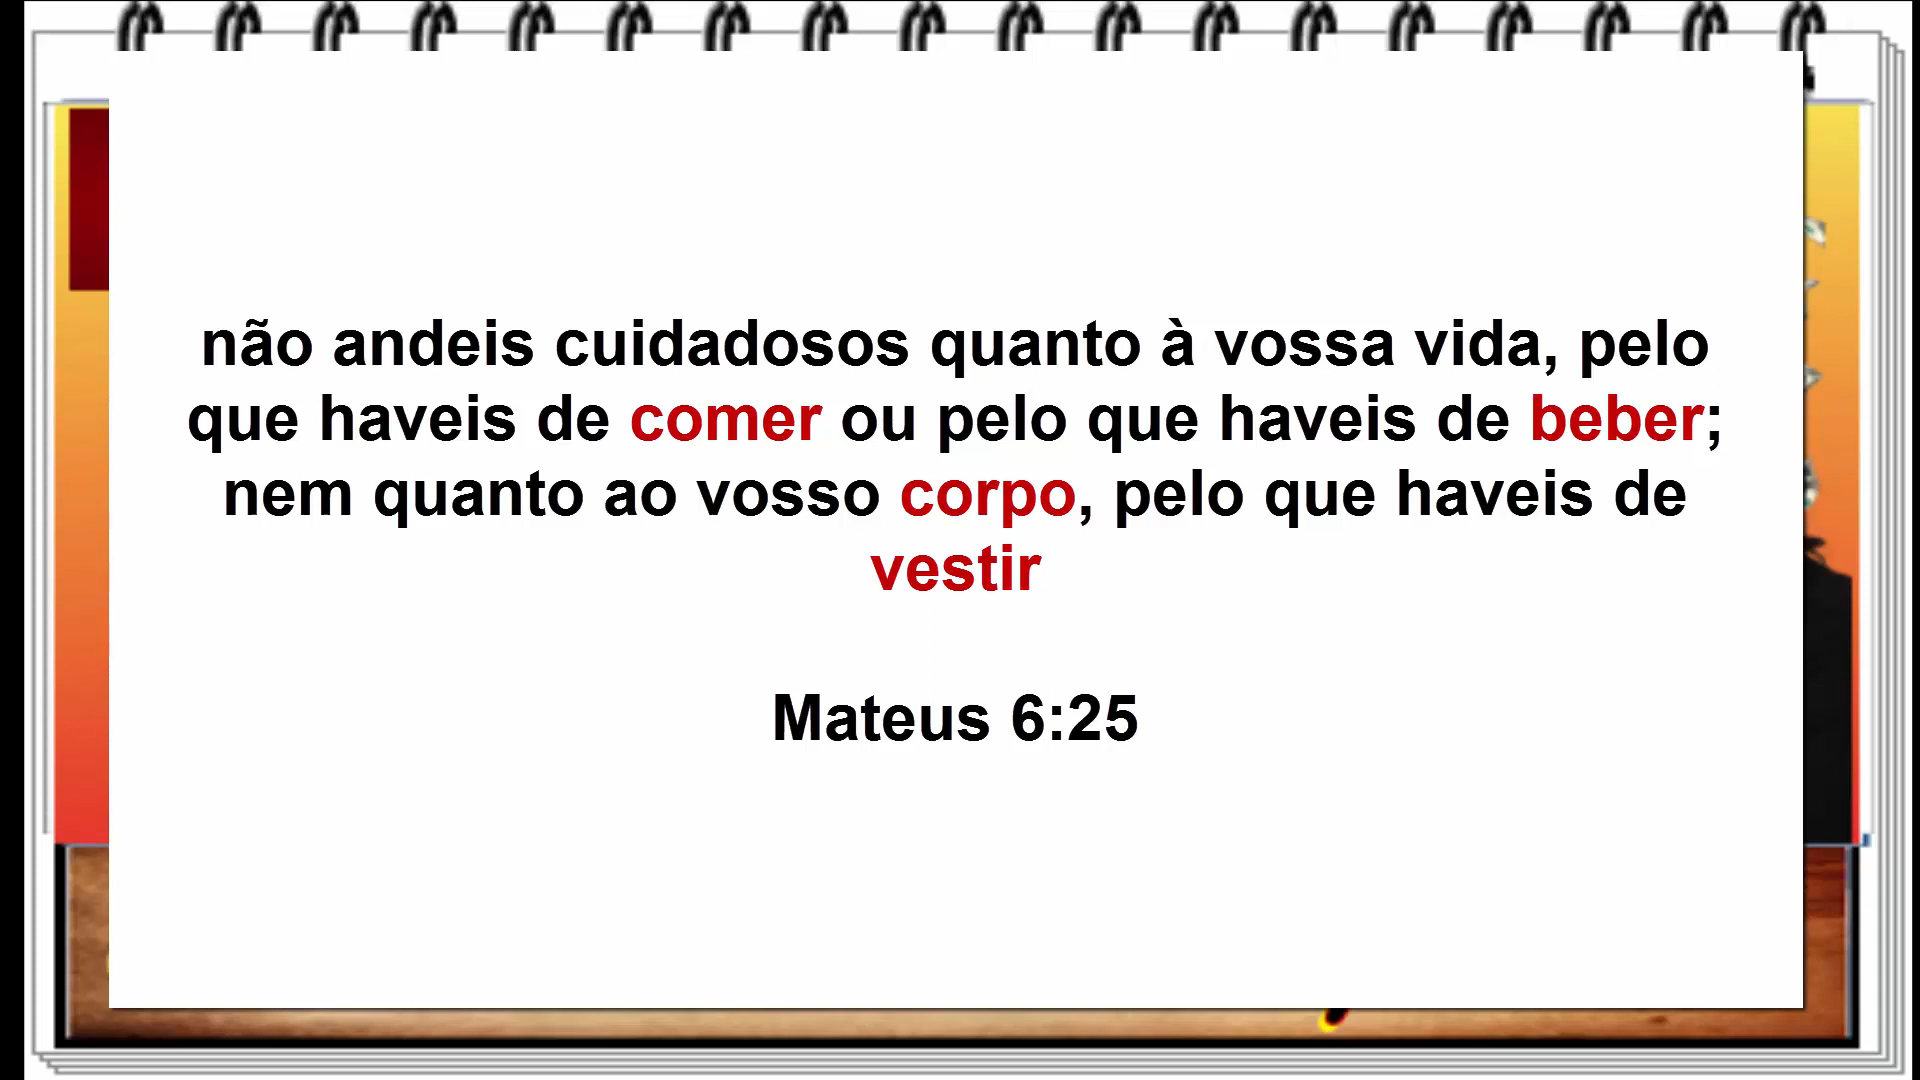 não andeis cuidadosos quanto à vossa vida, pelo
que haveis de comer ou pelo que haveis de beber;
nem quanto ao vosso corpo, pelo que haveis de
vestir
Mateus 6:25